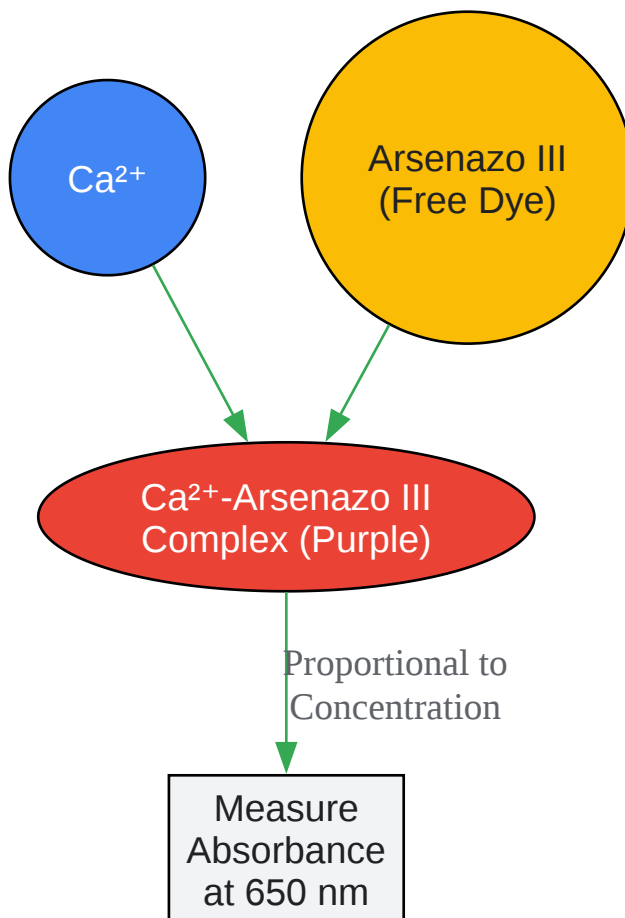 Ca²⁺
Arsenazo III
(Free Dye)
Ca²⁺-Arsenazo III
Complex (Purple)
Proportional to
Concentration
Measure
Absorbance
at 650 nm